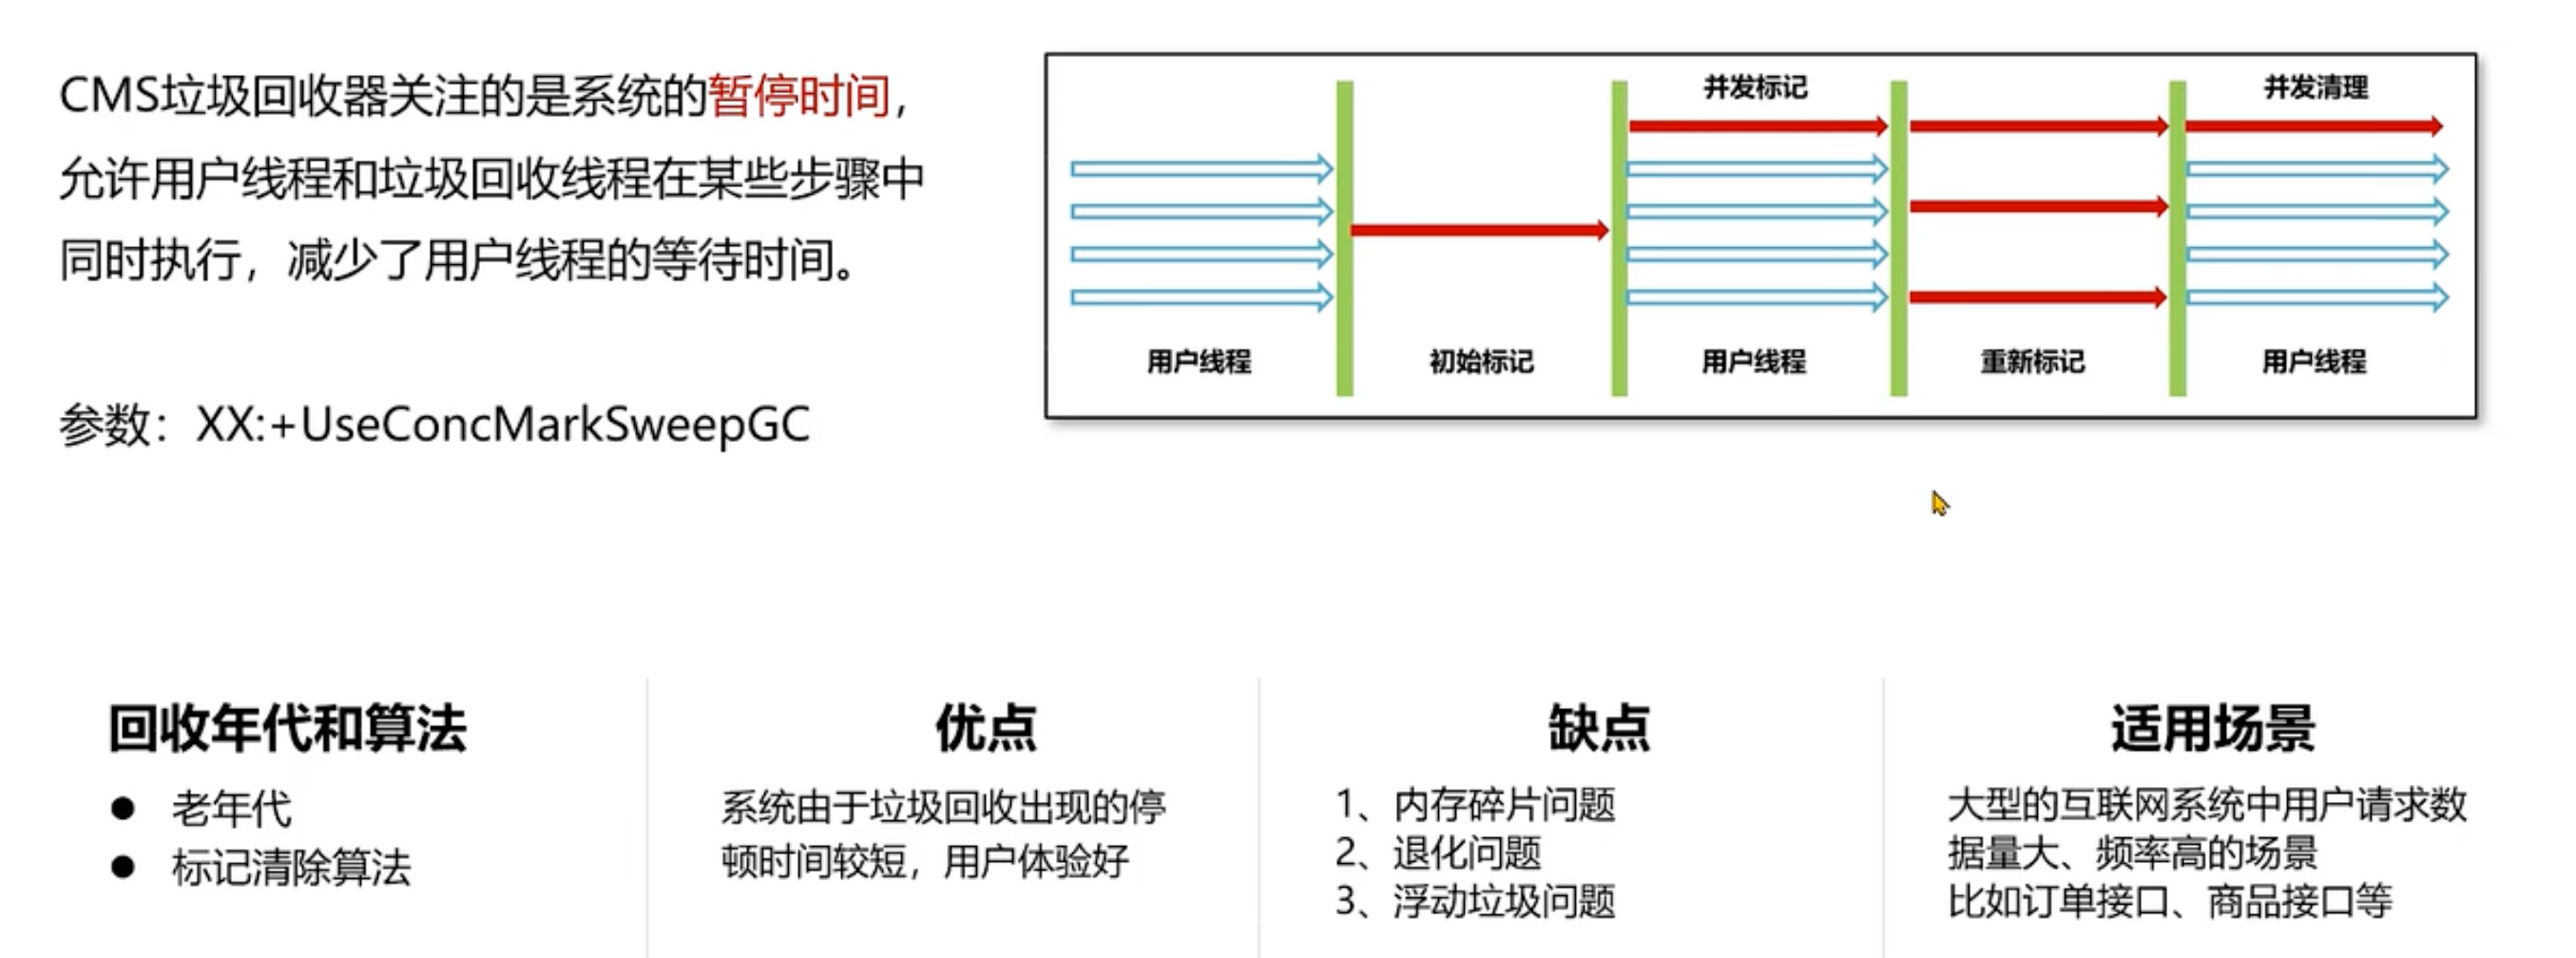 CMS垃圾回收器关注的是系统的暂停时间，
允许用户线程和垃圾回收线程在某些步骤中
同时执行，减少了用户线程的等待时间。
参数：XX:+UseConcMarkSweepGC
并发标记
并发清理
用户线程
初始标记
用户线程
重新标记
用户线程
回收年代和算法
● 老年代
● 标记清除算法
优点
系统由于垃圾回收出现的停
顿时间较短，用户体验好
缺点
1、内存碎片问题
2、退化问题
3、浮动垃圾问题
适用场景
大型的互联网系统中用户请求数
据量大、频率高的场景
比如订单接口、商品接口等